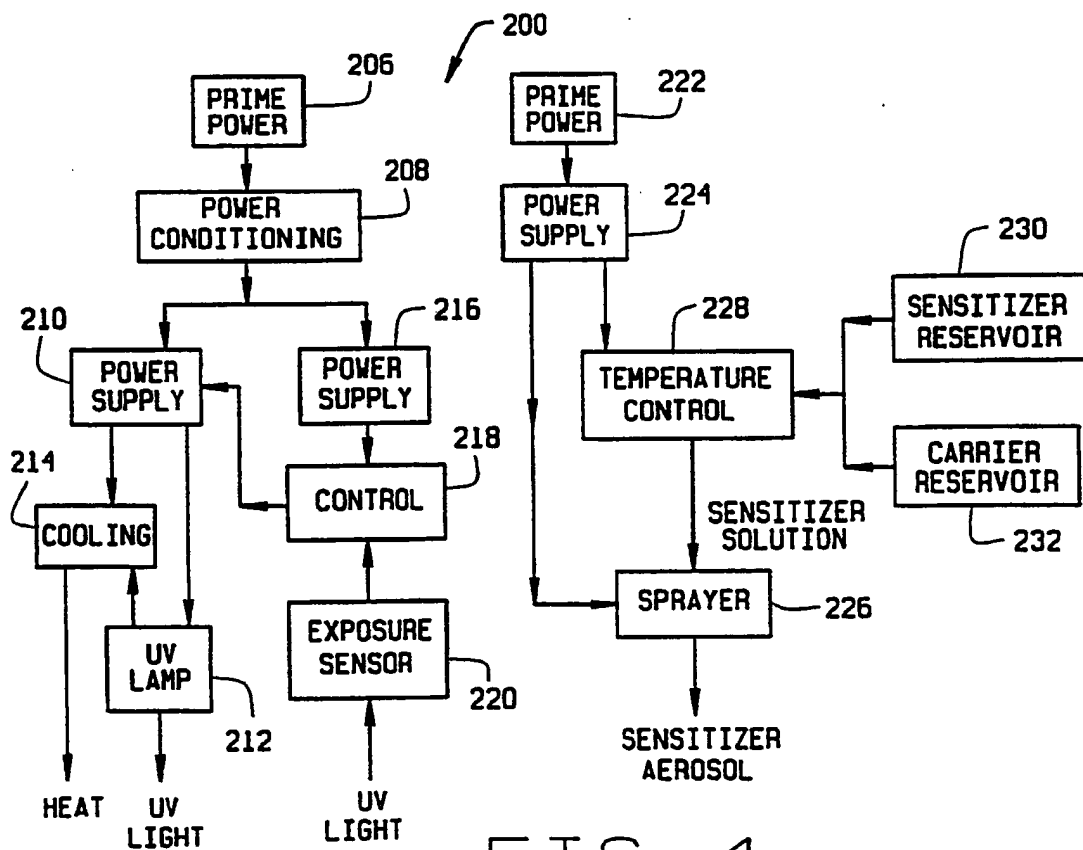 200
206
PRIME
POWER
222
PRIME
POWER
208
POWER
CONDITIONING
224
POWER
SUPPLY
230
SENSITIZER
RESERVOIR
210
POWER
SUPPLY
216
POWER
SUPPLY
228
TEMPERATURE
CONTROL
218
CONTROL
CARRIER
RESERVOIR
232
214
COOLING
SENSITIZER
SOLUTION
SPRAYER
226
EXPOSURE
SENSOR
220
UV
LAMP
212
SENSITIZER
AEROSOL
HEAT
UV
LIGHT
UV
LIGHT